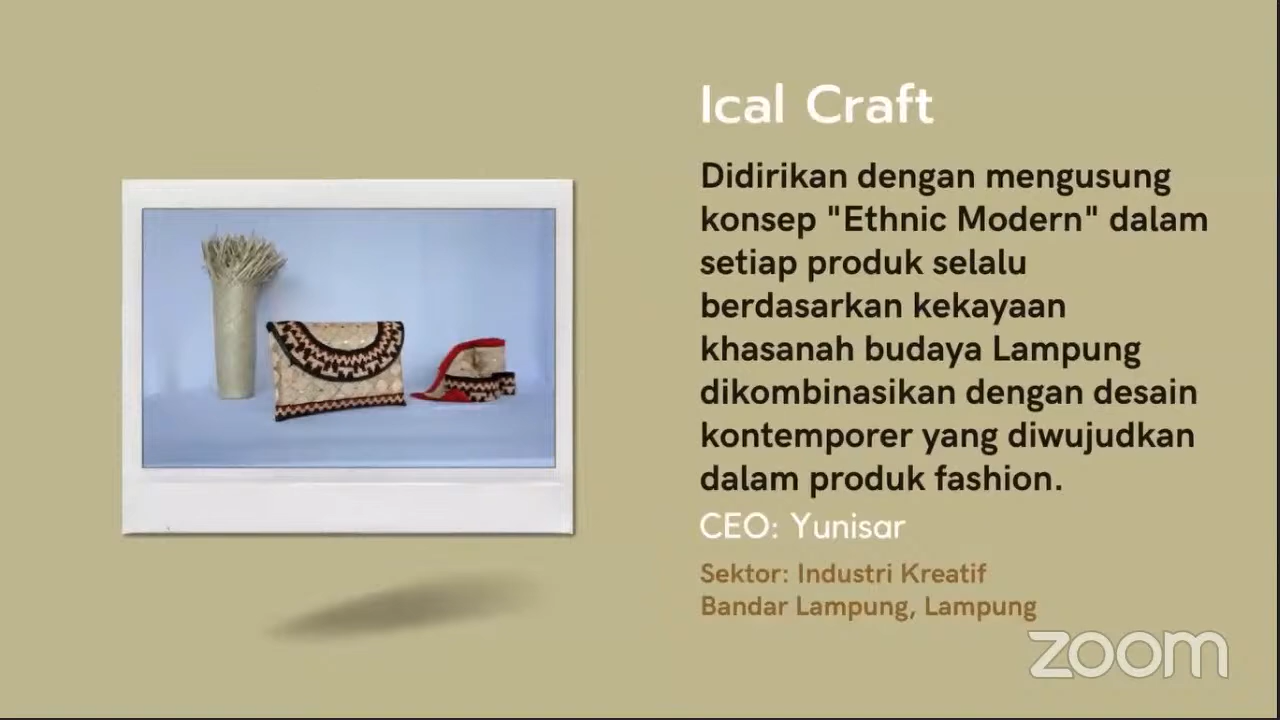 Ical Craft
Didirikan dengan mengusung
konsep "Ethnic Modern" dalam
setiap produk selalu
berdasarkan kekayaan
khasanah budaya Lampung
dikombinasikan dengan desain
kontemporer yang diwujudkan
dalam produk fashion.
CEO: Yunisar
Sektor: Industri Kreatif
Bandar Lampung, Lampung
zoom